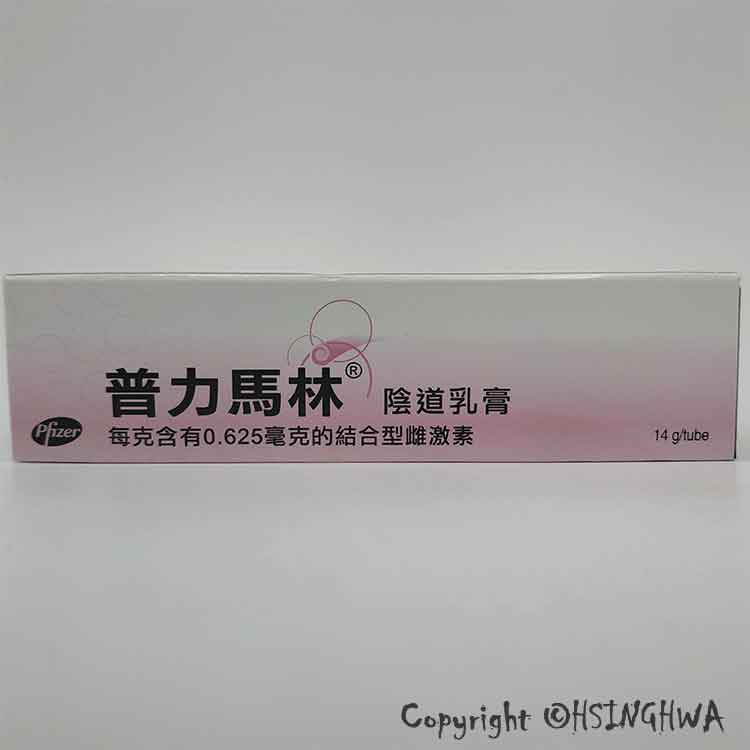 普力馬林® 陰道乳膏
Pfizer 每克含有0.625毫克的結合型雌激素 14 g/tube
Copyright ©HSINGHWA